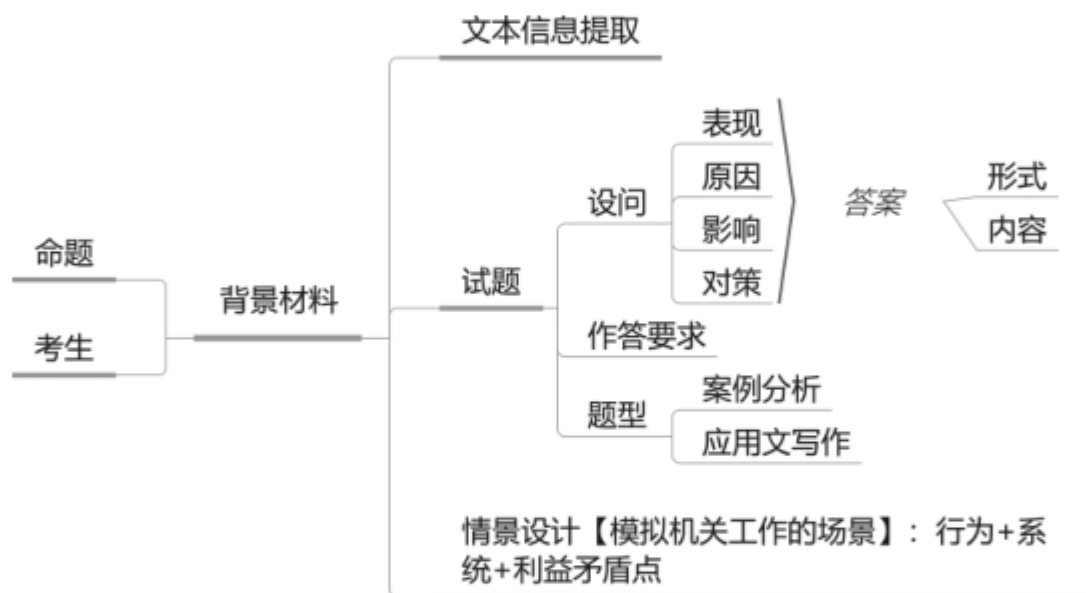 文本信息提取
命题
考生
背景材料
试题
设问
表现
原因
影响
对策
答案
形式
内容
作答要求
题型
案例分析
应用文写作
情景设计【模拟机关工作的场景】：行为+系
统+利益矛盾点